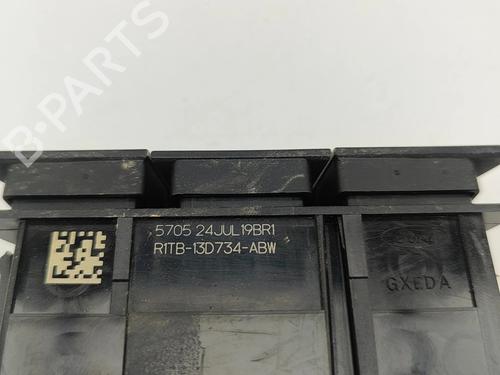 B-PARTS
5705 24JUL19BR1
R1TB-13D734-ABW
GXEDA